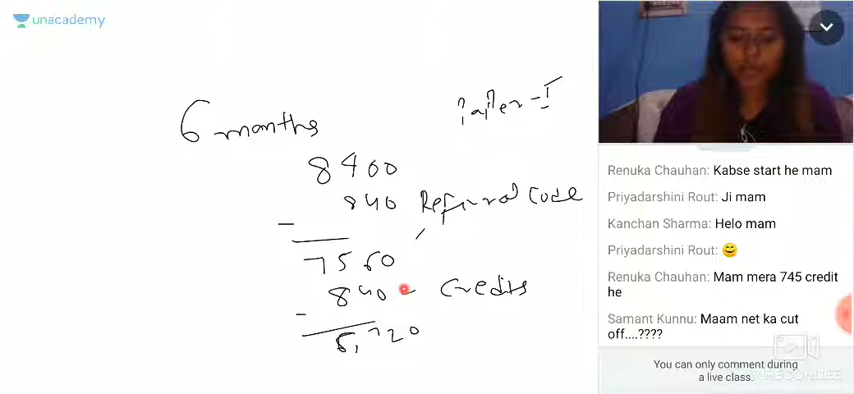 unacademy
Paper-I
6 months
8400
840 Referral Code
-
7560
840 - Credits
-
6,720
Renuka Chauhan: Kabse start he mam
Priyadarshini Rout: Ji mam
Kanchan Sharma: Helo mam
Priyadarshini Rout: 😊
Renuka Chauhan: Mam mera 745 credit
he
Samant Kunnu: Maam net ka cut
off....????
You can only comment during
a live class.